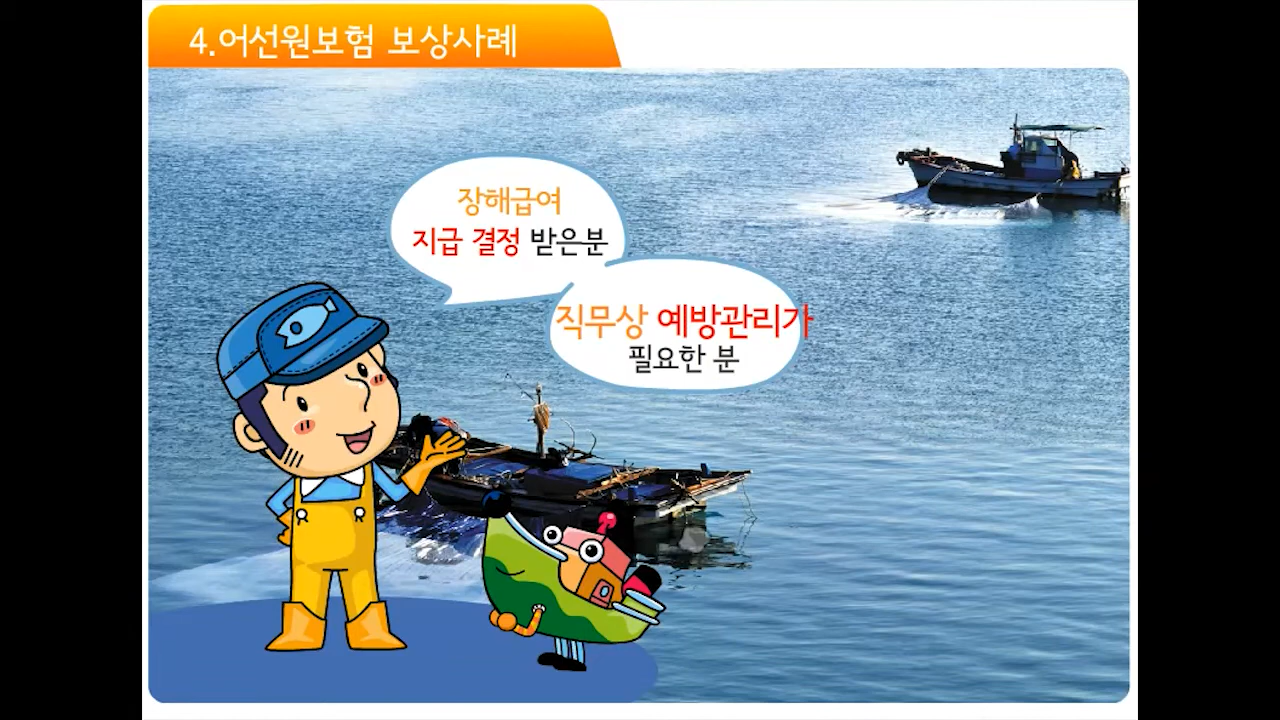 4.어선원보험 보상사례
장해급여
지급 결정 받은분
직무상 예방관리가
필요한 분